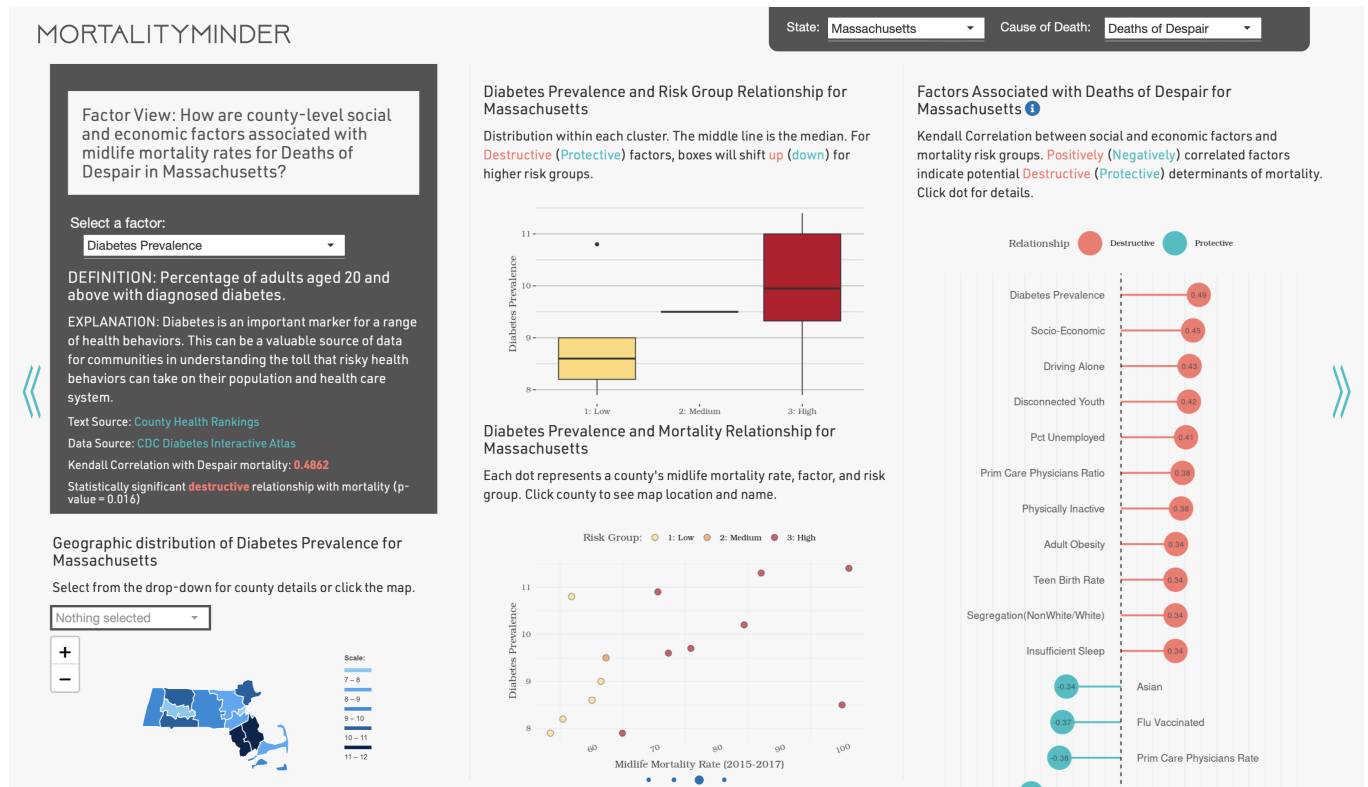 MORTALITYMINDER
State: Massachusetts Cause of Death: Deaths of Despair
Factor View: How are county-level social
and economic factors associated with
midlife mortality rates for Deaths of
Despair in Massachusetts?
Select a factor:
Diabetes Prevalence
DEFINITION: Percentage of adults aged 20 and
above with diagnosed diabetes.
EXPLANATION: Diabetes is an important marker for a range
of health behaviors. This can be a valuable source of data
for communities in understanding the toll that risky health
behaviors can take on their population and health care
system.
Text Source: County Health Rankings
Data Source: CDC Diabetes Interactive Atlas
Kendall Correlation with Despair mortality: 0.4862
Statistically significant destructive relationship with mortality (p-
value = 0.016)
Geographic distribution of Diabetes Prevalence for
Massachusetts
Select from the drop-down for county details or click the map.
Nothing selected
+
−
Scale:
7 – 8
8 – 9
9 – 10
10 – 11
11 – 12
Diabetes Prevalence and Risk Group Relationship for
Massachusetts
Distribution within each cluster. The middle line is the median. For
Destructive (Protective) factors, boxes will shift up (down) for
higher risk groups.
Diabetes Prevalence
11
10
9
8
1: Low 2: Medium 3: High
Diabetes Prevalence and Mortality Relationship for
Massachusetts
Each dot represents a county's midlife mortality rate, factor, and risk
group. Click county to see map location and name.
Risk Group: 1: Low 2: Medium 3: High
Diabetes Prevalence
11
10
9
8
60 70 80 90 100
Midlife Mortality Rate (2015-2017)
Factors Associated with Deaths of Despair for
Massachusetts i
Kendall Correlation between social and economic factors and
mortality risk groups. Positively (Negatively) correlated factors
indicate potential Destructive (Protective) determinants of mortality.
Click dot for details.
Relationship Destructive Protective
Diabetes Prevalence 0.49
Socio-Economic 0.45
Driving Alone 0.43
Disconnected Youth 0.42
Pct Unemployed 0.41
Prim Care Physicians Ratio 0.38
Physically Inactive 0.38
Adult Obesity 0.34
Teen Birth Rate 0.34
Segregation(NonWhite/White) 0.34
Insufficient Sleep 0.34
-0.34 Asian
-0.37 Flu Vaccinated
-0.38 Prim Care Physicians Rate